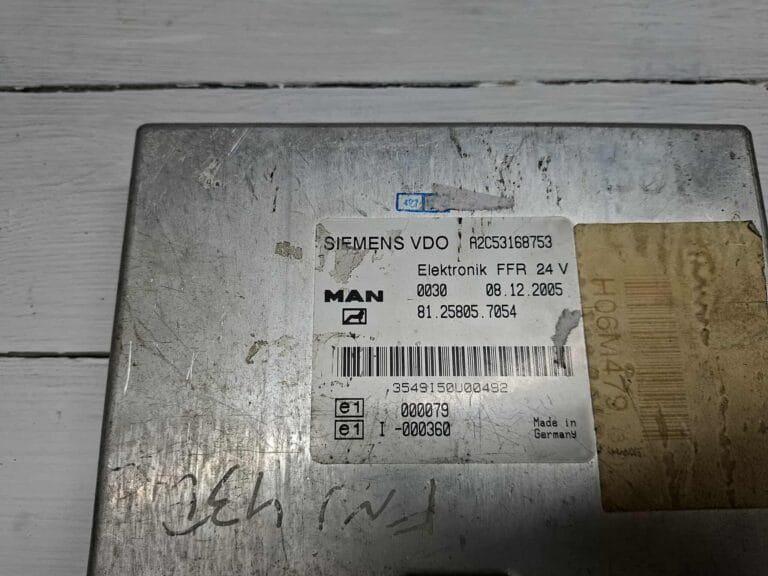 SIEMENS VDO A2C53168753
Elektronik FFR 24 V
MAN 0030 08.12.2005
81.25805.7054
3549150U00492
e1 000079
e1 I -000360
Made in
Germany
H06M479